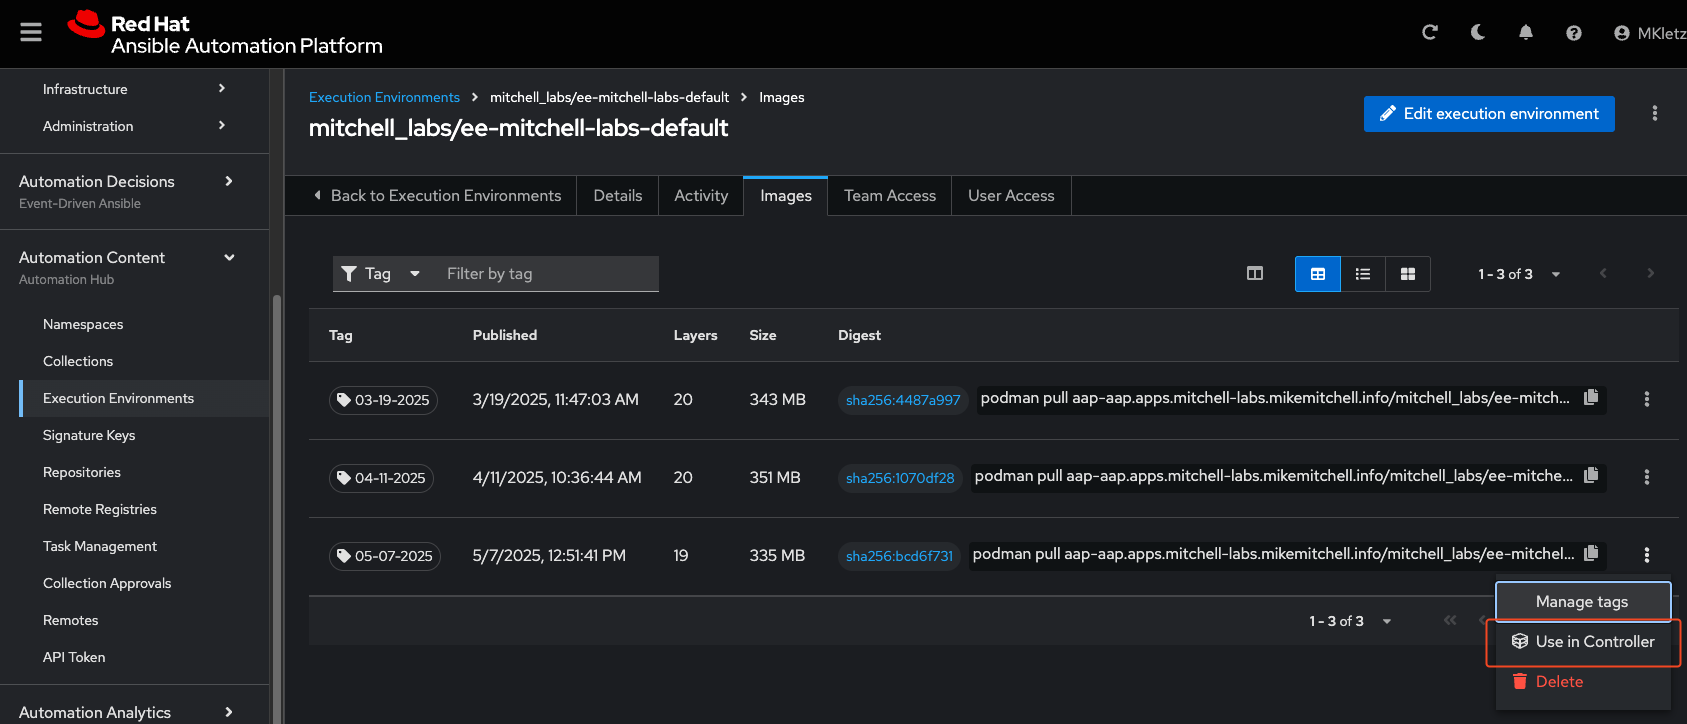 Red Hat
Ansible Automation Platform
MKletz
Infrastructure
Administration
Automation Decisions
Event-Driven Ansible
Automation Content
Automation Hub
Namespaces
Collections
Execution Environments
Signature Keys
Repositories
Remote Registries
Task Management
Collection Approvals
Remotes
API Token
Automation Analytics
Execution Environments > mitchell_labs/ee-mitchell-labs-default > Images
mitchell_labs/ee-mitchell-labs-default
Edit execution environment
Back to Execution Environments Details Activity Images Team Access User Access
Tag Filter by tag 1 - 3 of 3
Tag Published Layers Size Digest
03-19-2025 3/19/2025, 11:47:03 AM 20 343 MB sha256:4487a997 podman pull aap-aap.apps.mitchell-labs.mikemitchell.info/mitchell_labs/ee-mitch...
04-11-2025 4/11/2025, 10:36:44 AM 20 351 MB sha256:1070df28 podman pull aap-aap.apps.mitchell-labs.mikemitchell.info/mitchell_labs/ee-mitche...
05-07-2025 5/7/2025, 12:51:41 PM 19 335 MB sha256:bcd6f731 podman pull aap-aap.apps.mitchell-labs.mikemitchell.info/mitchell_labs/ee-mitchel...
1 - 3 of 3
Manage tags
Use in Controller
Delete